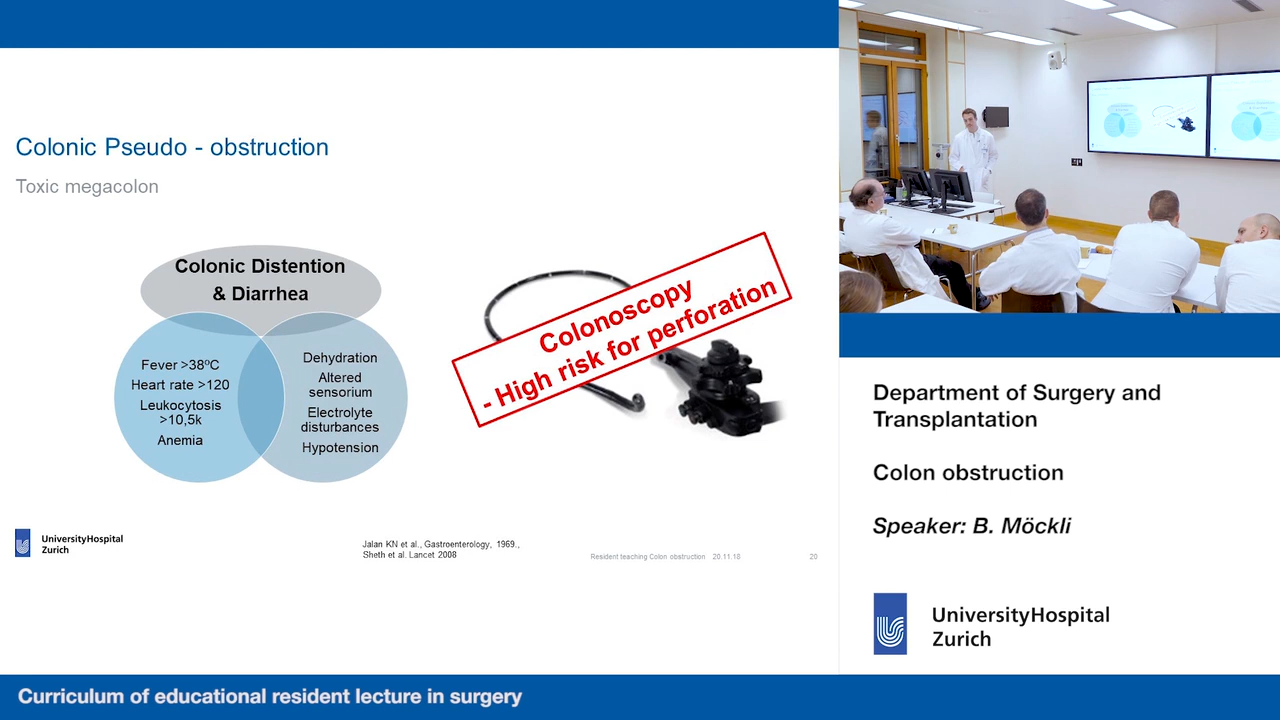 Colonic Pseudo - obstruction
Toxic megacolon
Colonic Distention
& Diarrhea
Fever >38ºC
Heart rate >120
Leukocytosis
>10,5k
Anemia
Dehydration
Altered
sensorium
Electrolyte
disturbances
Hypotension
Colonoscopy
- High risk for perforation
UniversityHospital
Zurich
Jalan KN et al., Gastroenterology, 1969.,
Sheth et al. Lancet 2008
Resident teaching Colon obstruction 20.11.18
20
Department of Surgery and
Transplantation
Colon obstruction
Speaker: B. Möckli
UniversityHospital
Zurich
Curriculum of educational resident lecture in surgery